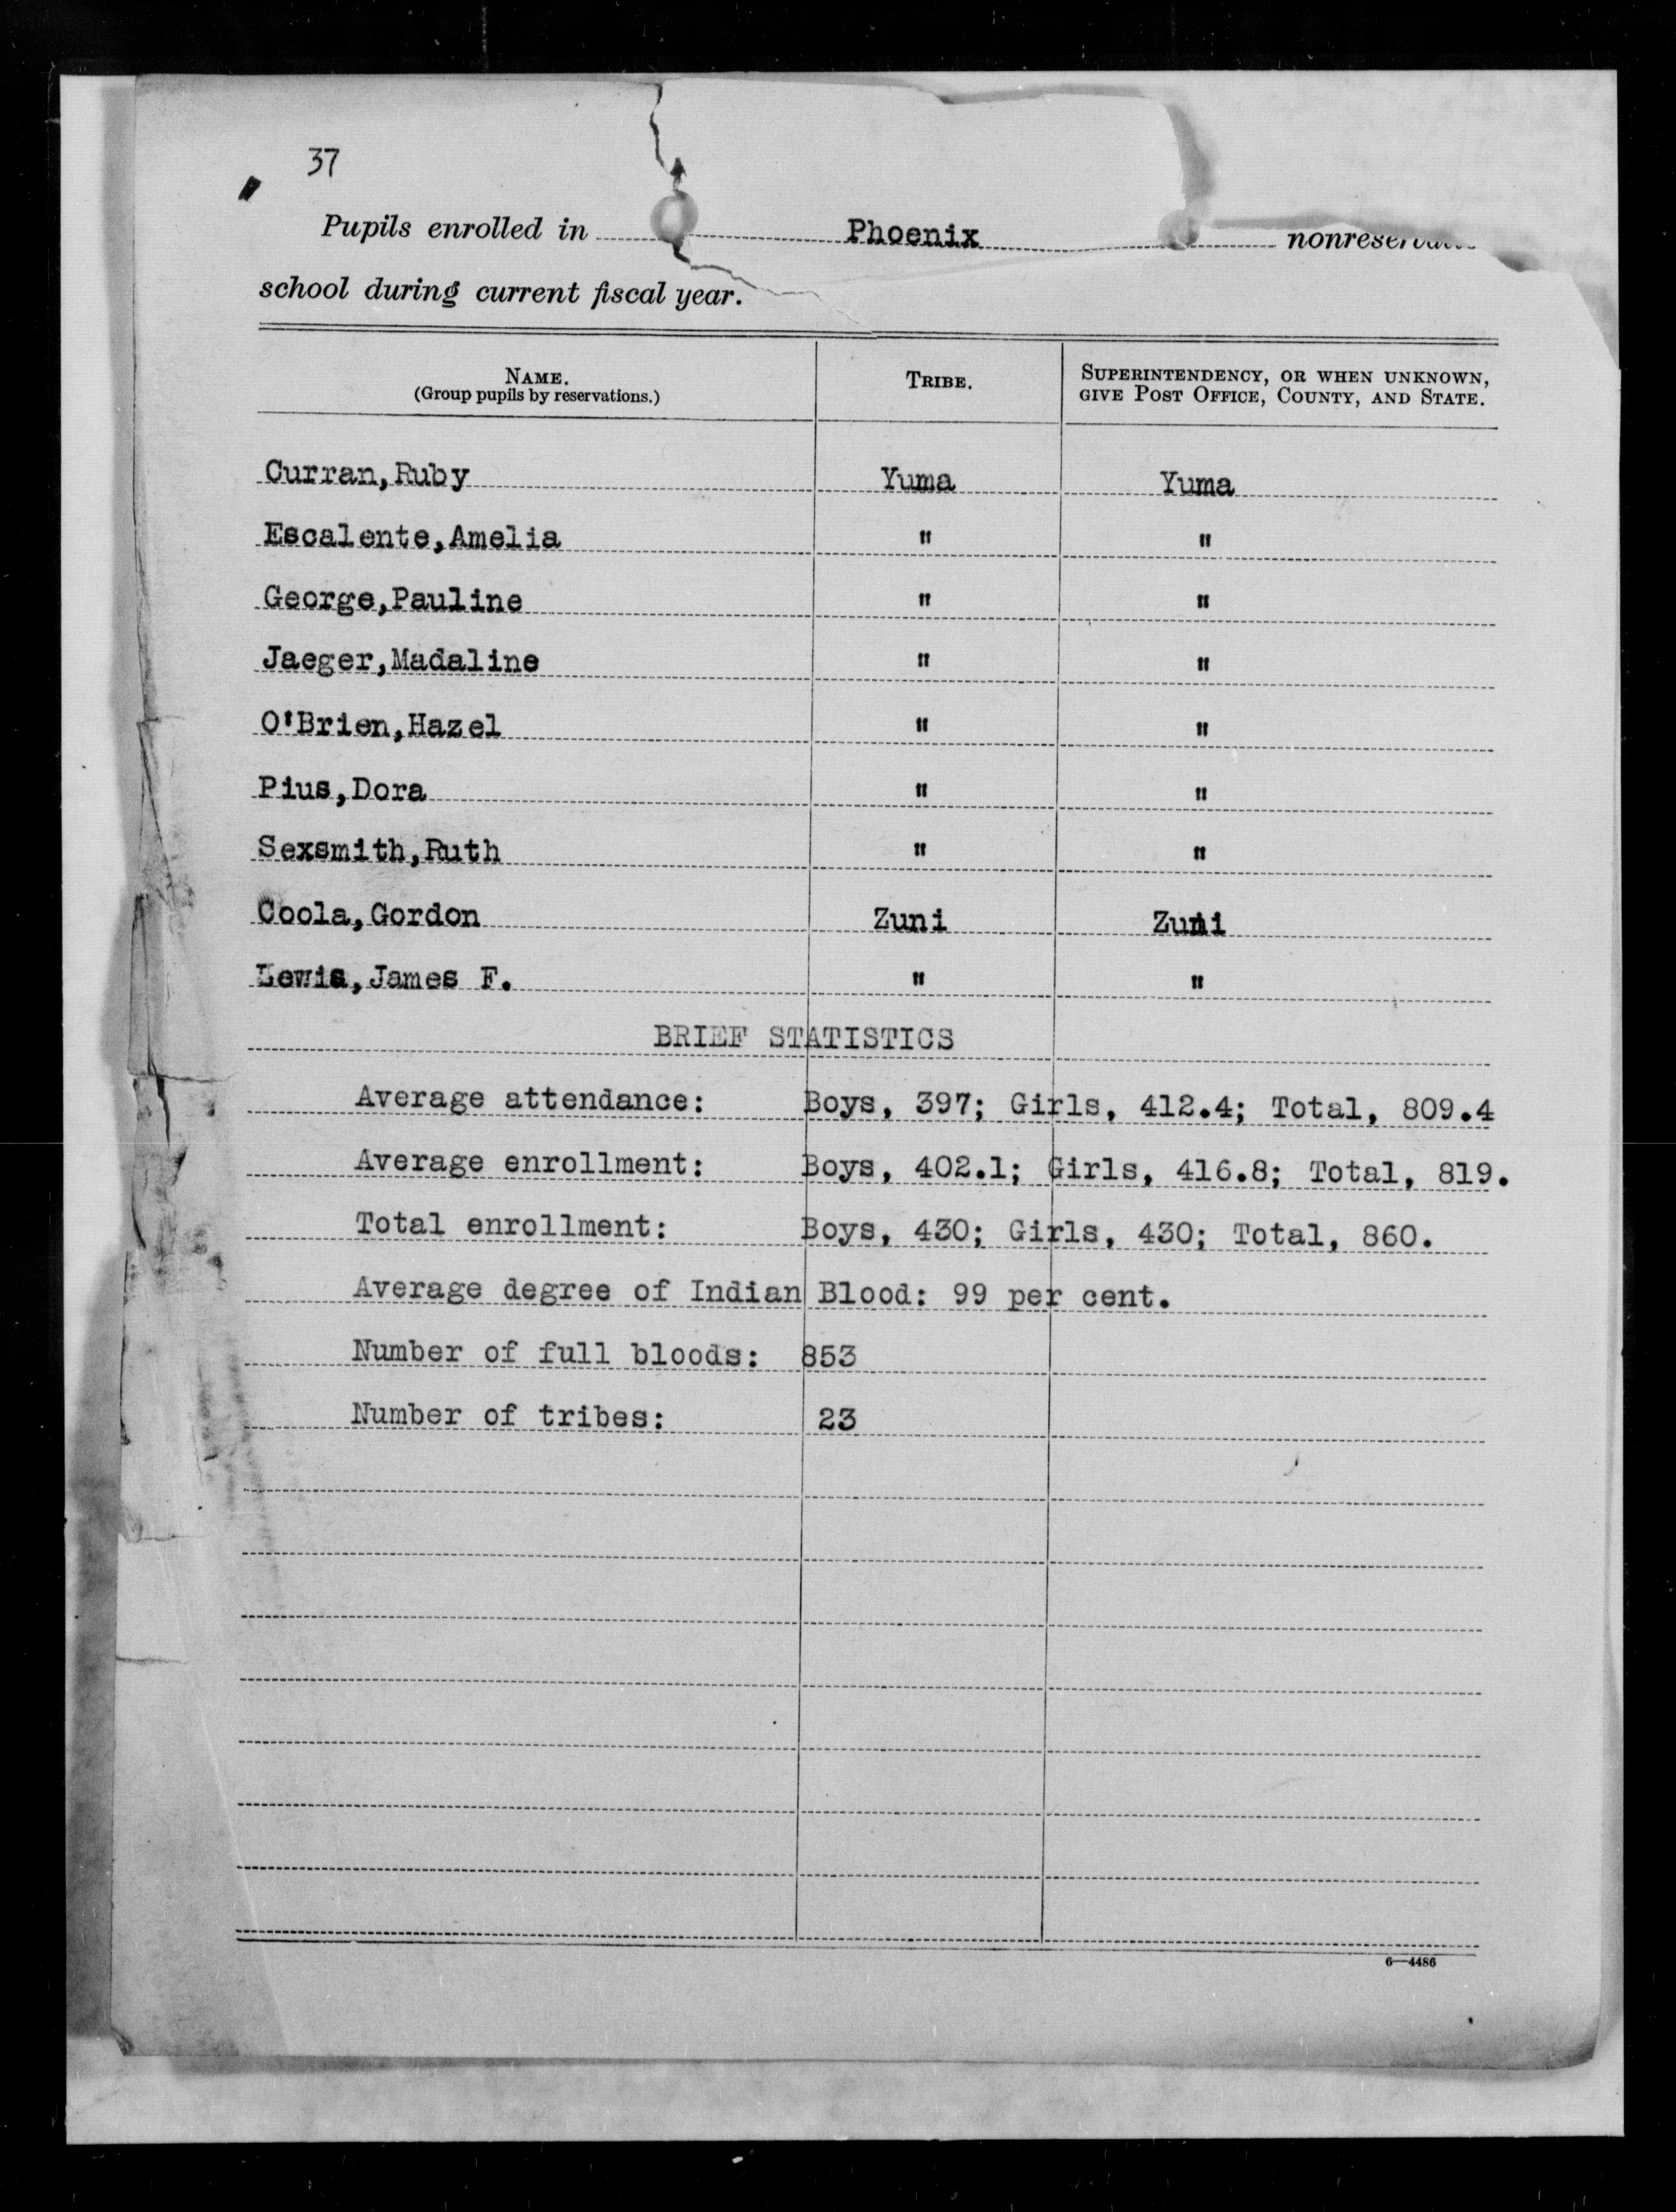 37
Pupils enrolled in Phoenix
school during current fiscal year.
NAME. TRIBE. SUPERINTENDENCY, OR WHEN UNKNOWN,
(Group pupils by reservations.) GIVE POST OFFICE, COUNTY, AND STATE.
Curran,Ruby Yuma Yuma
Escalente,Amelia " "
George,Pauline " "
Jaeger,Madaline " "
O'Brien,Hazel " "
Pius,Dora " "
Sexsmith,Ruth " "
Coola,Gordon Zuni Zuni
Lewis,James F. " "
BRIEF STATISTICS
Average attendance: Boys, 397; Girls, 412.4; Total, 809.4
Average enrollment: Boys, 402.1; Girls, 416.8; Total, 819.
Total enrollment: Boys, 430; Girls, 430; Total, 860.
Average degree of Indian Blood: 99 per cent.
Number of full bloods: 853
Number of tribes: 23
6—4486